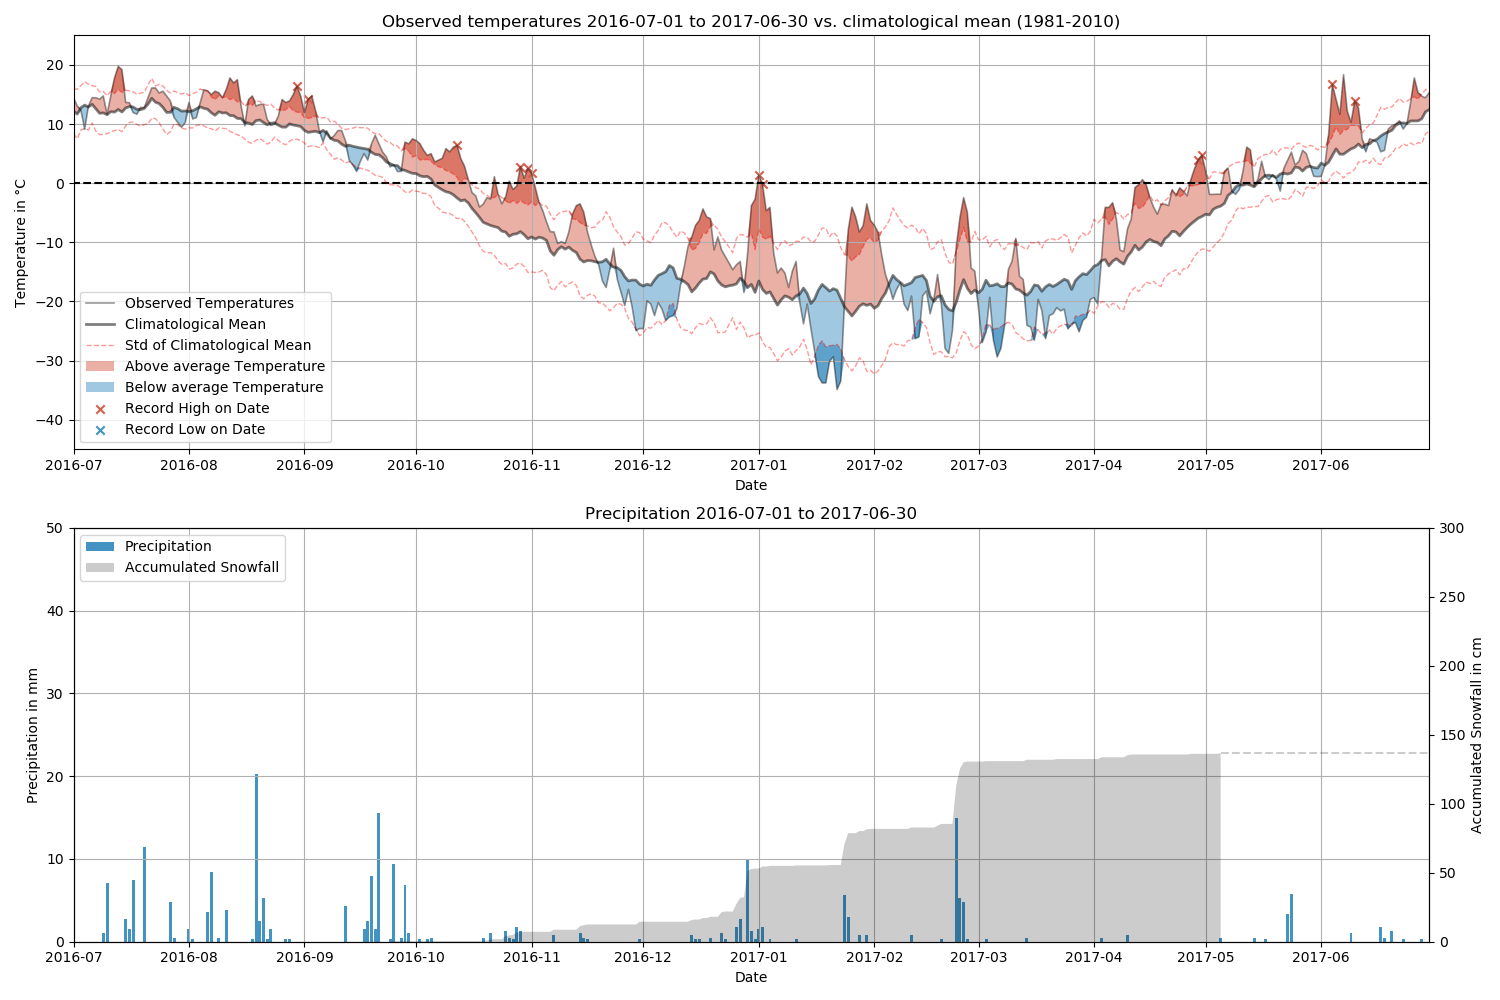 Observed temperatures 2016-07-01 to 2017-06-30 vs. climatological mean (1981-2010)
20
10
0
−10
−20
−30
−40
Temperature in °C
Observed Temperatures
Climatological Mean
Std of Climatological Mean
Above average Temperature
Below average Temperature
Record High on Date
Record Low on Date
2016-07 2016-08 2016-09 2016-10 2016-11 2016-12 2017-01 2017-02 2017-03 2017-04 2017-05 2017-06
Date
Precipitation 2016-07-01 to 2017-06-30
50
40
30
20
10
0
Precipitation in mm
Precipitation
Accumulated Snowfall
300
250
200
150
100
50
0
Accumulated Snowfall in cm
2016-07 2016-08 2016-09 2016-10 2016-11 2016-12 2017-01 2017-02 2017-03 2017-04 2017-05 2017-06
Date